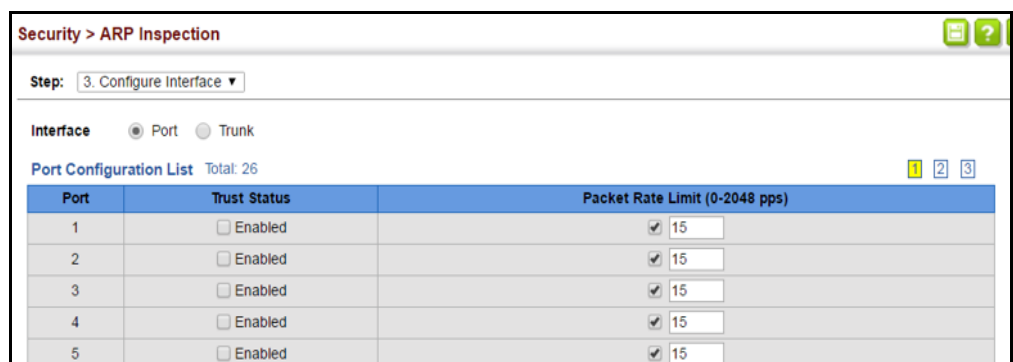 Security > ARP Inspection
?
Step: 3. Configure Interface
Interface Port Trunk
Port Configuration List Total: 26 1 2 3
Port Trust Status Packet Rate Limit (0-2048 pps)
1 Enabled 15
2 Enabled 15
3 Enabled 15
4 Enabled 15
5 Enabled 15